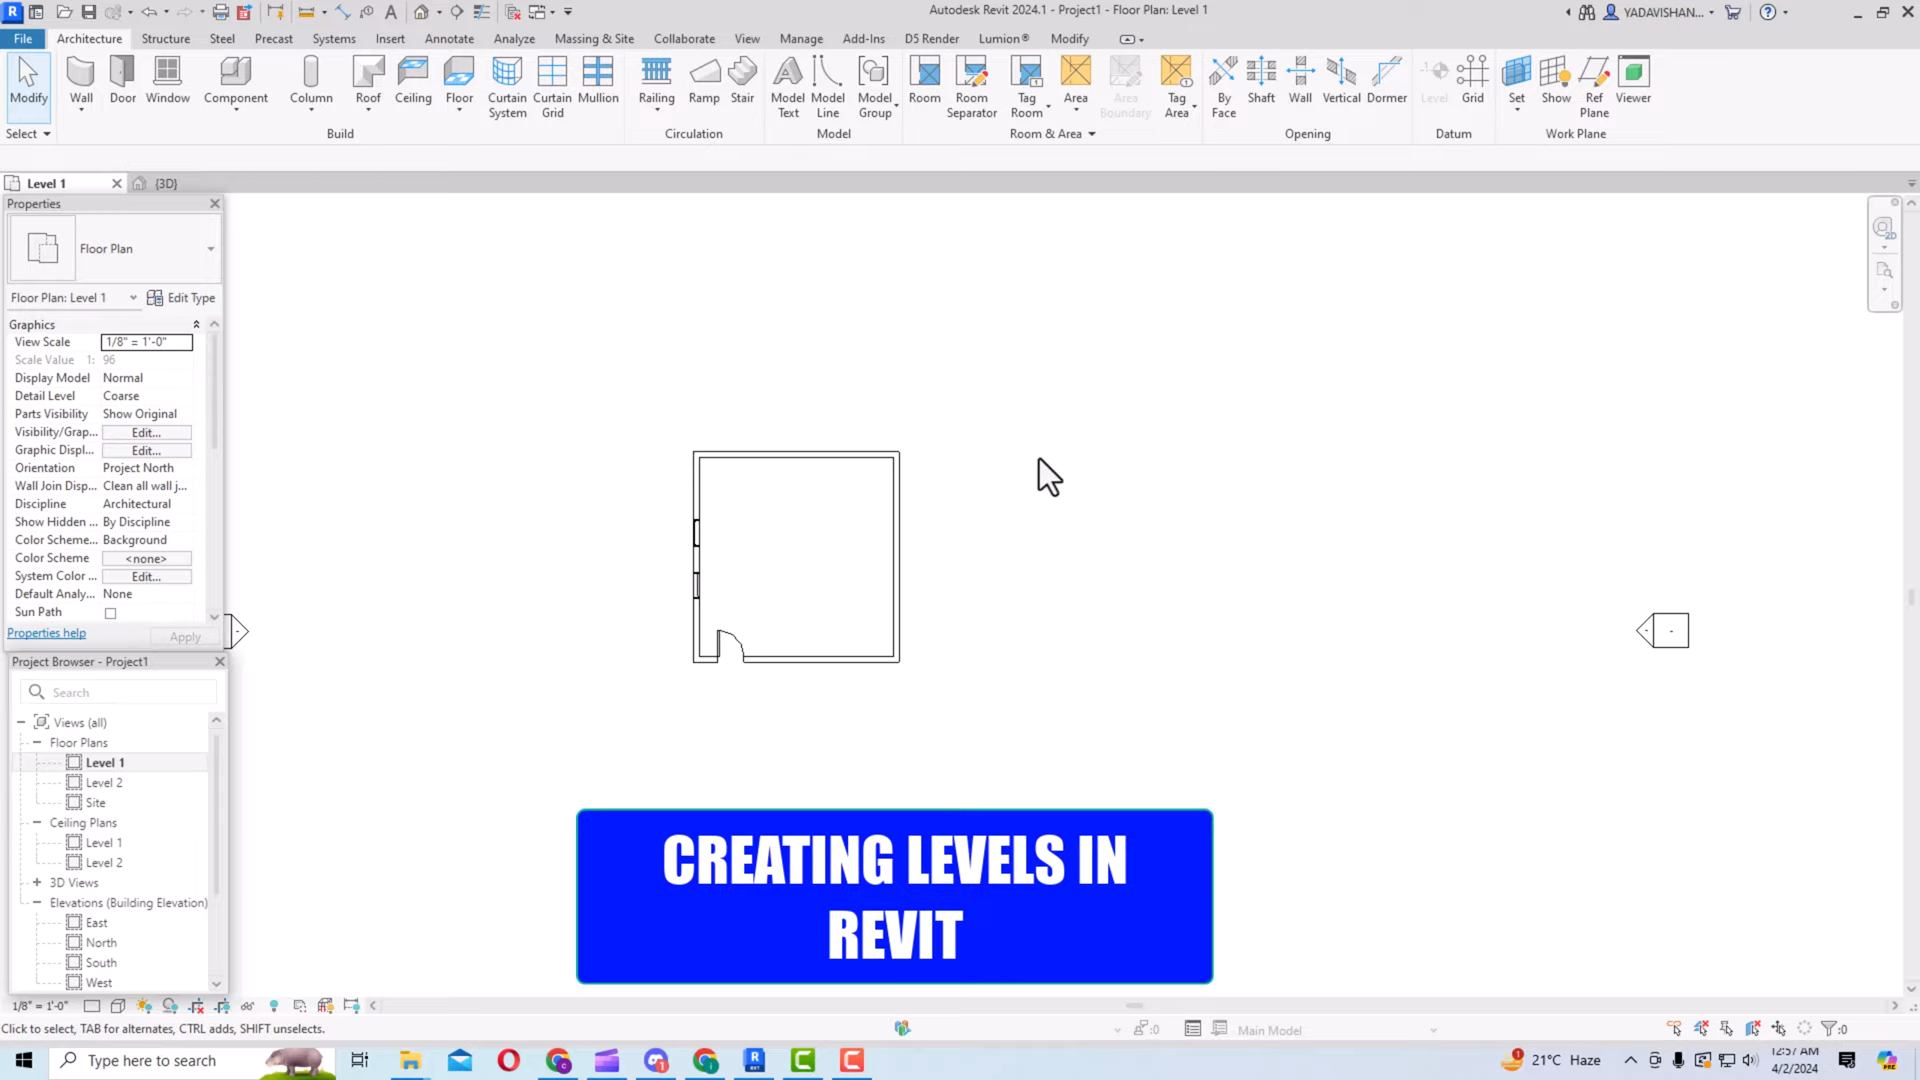 Autodesk Revit 2024.1 - Project1 - Floor Plan: Level 1
YADAVISHAN...
File Architecture Structure Steel Precast Systems Insert Annotate Analyze Massing & Site Collaborate View Manage Add-Ins D5 Render Lumion® Modify
Modify Wall Door Window Component Column Roof Ceiling Floor Curtain System Curtain Grid Mullion Railing Ramp Stair Model Text Model Line Model Group Room Room Separator Tag Room Area Area Boundary Tag Area By Face Shaft Wall Vertical Dormer Level Grid Set Show Ref Plane Viewer
Select Build Circulation Model Room & Area Opening Datum Work Plane
Level 1 {3D}
Properties
Floor Plan
Floor Plan: Level 1 Edit Type
Graphics
View Scale 1/8" = 1'-0"
Scale Value 1: 96
Display Model Normal
Detail Level Coarse
Parts Visibility Show Original
Visibility/Grap... Edit...
Graphic Displ... Edit...
Orientation Project North
Wall Join Disp... Clean all wall j...
Discipline Architectural
Show Hidden ... By Discipline
Color Scheme... Background
Color Scheme <none>
System Color ... Edit...
Default Analy... None
Sun Path
Properties help Apply
Project Browser - Project1
Search
Views (all)
Floor Plans
Level 1
Level 2
Site
Ceiling Plans
Level 1
Level 2
3D Views
Elevations (Building Elevation)
East
North
South
West
CREATING LEVELS IN
REVIT
1/8" = 1'-0"
Click to select, TAB for alternates, CTRL adds, SHIFT unselects.
:0 Main Model :0
Type here to search
21°C Haze
12:57 AM
4/2/2024